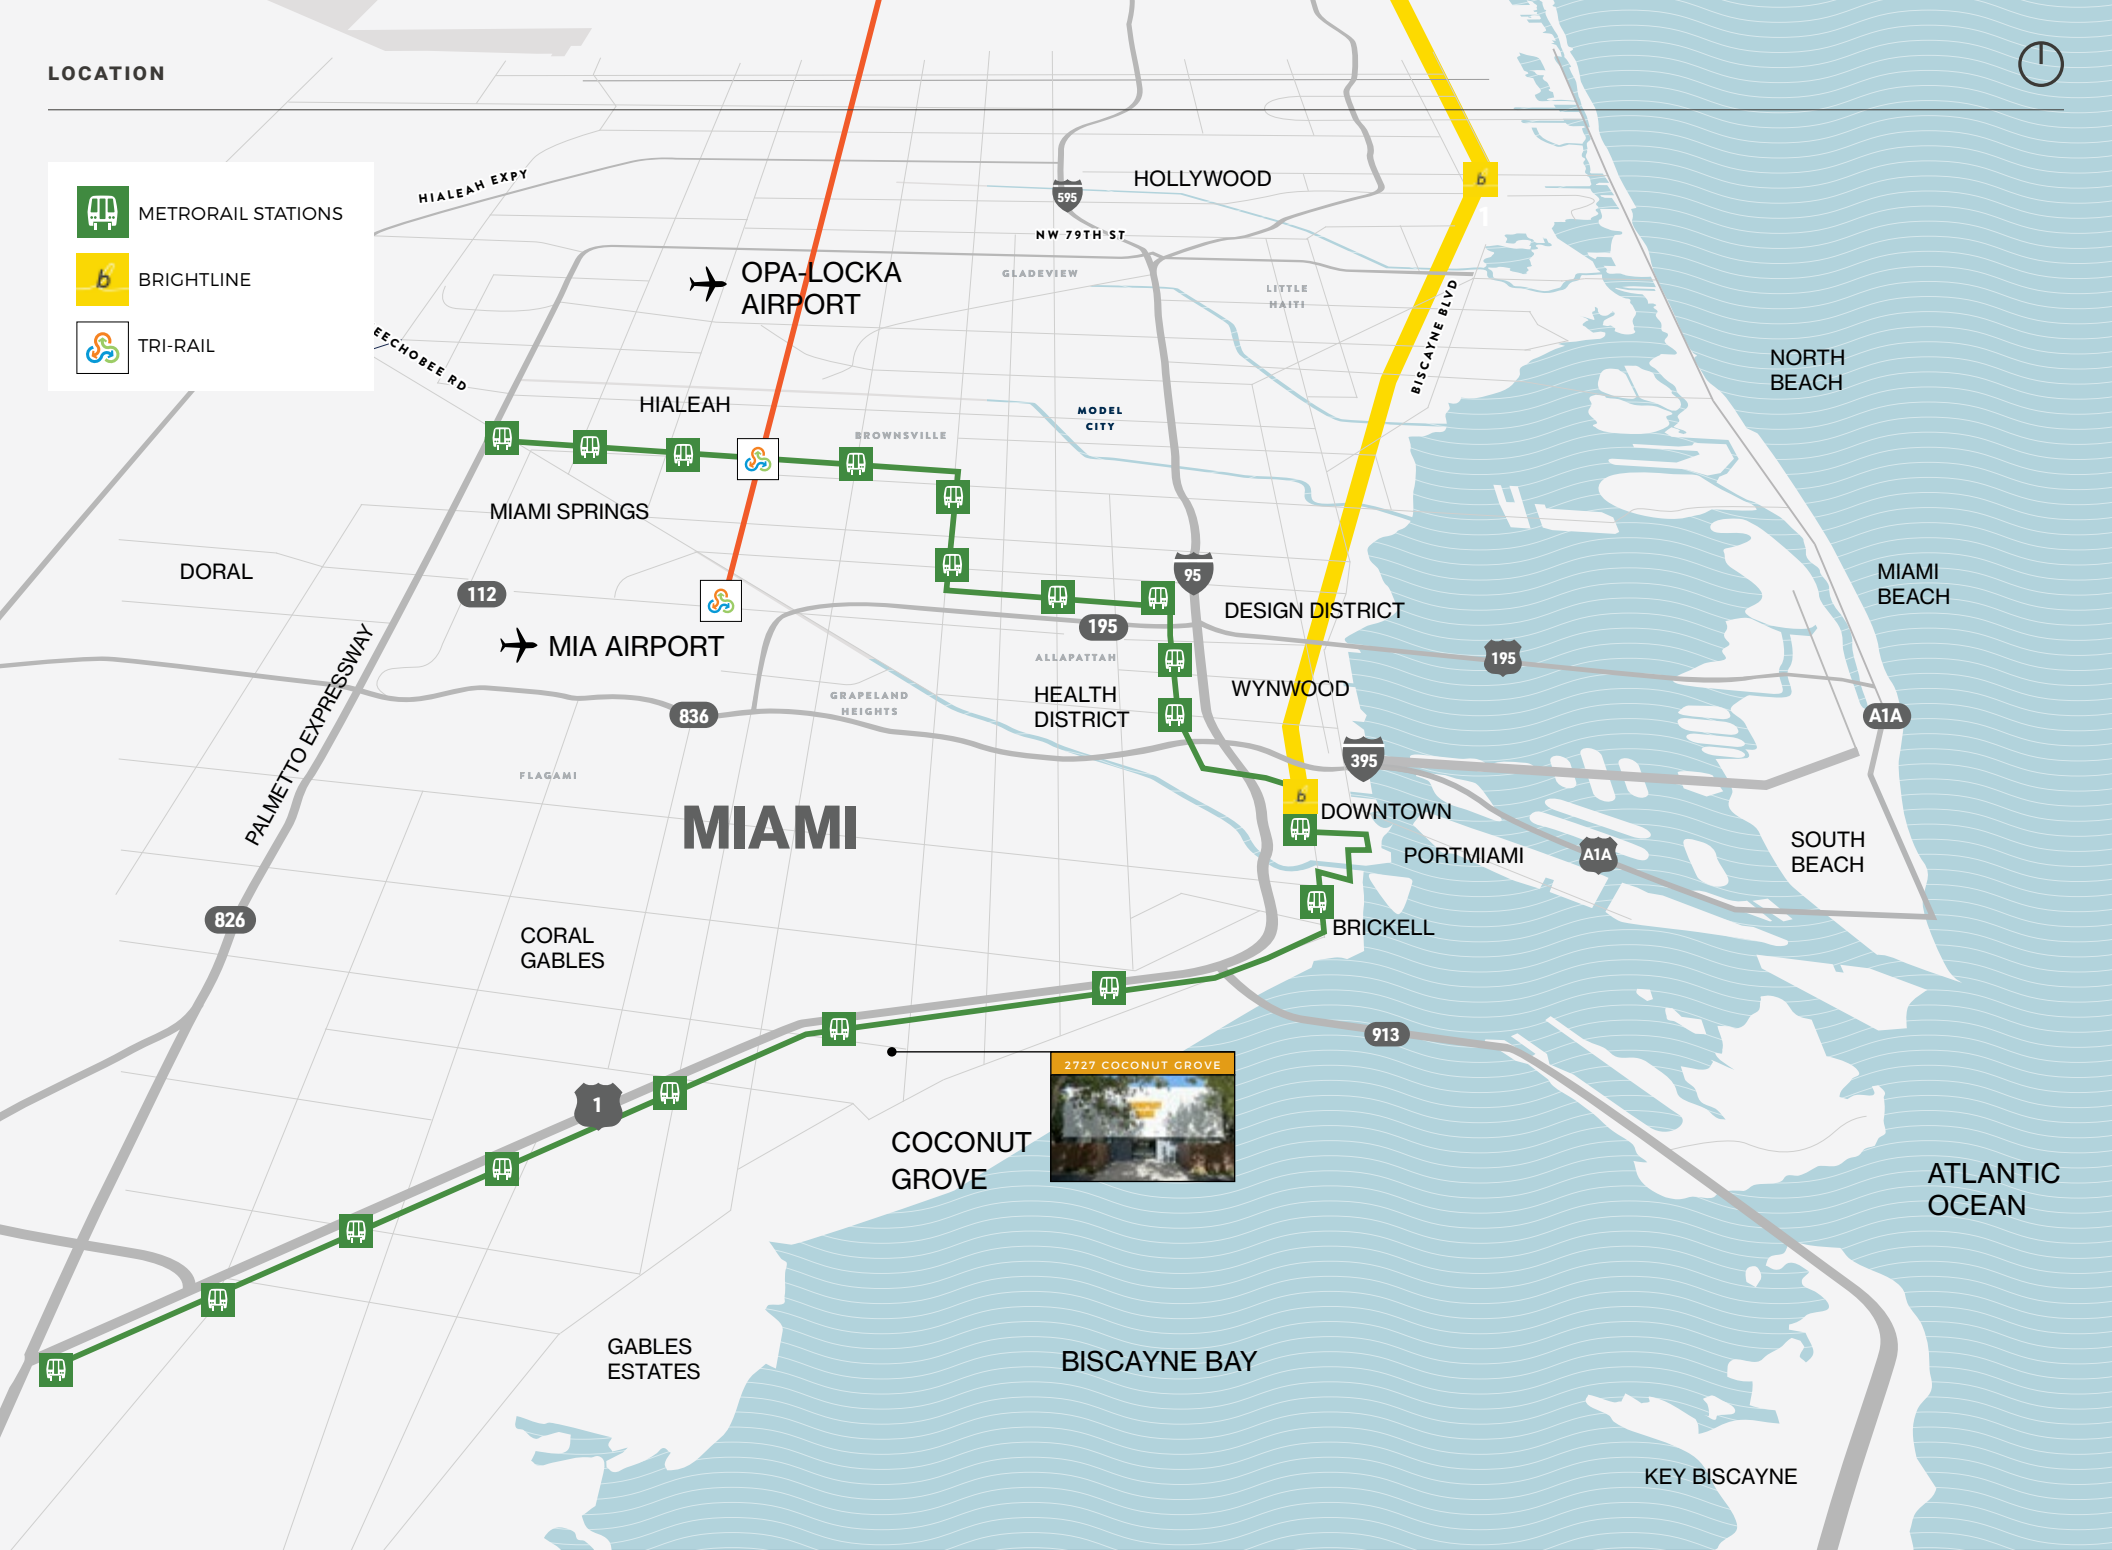 LOCATION
METRORAIL STATIONS
b
BRIGHTLINE
TRI-RAIL
HIALEAH EXPY
595
HOLLYWOOD
b
1
NW 79TH ST
GLADEVIEW
OPA-LOCKA
AIRPORT
LITTLE
HAITI
BISCAYNE BLVD
EECHOBEE RD
NORTH
BEACH
HIALEAH
MODEL
CITY
BROWNSVILLE
MIAMI SPRINGS
DORAL
112
95
MIAMI
BEACH
DESIGN DISTRICT
195
MIA AIRPORT
ALLAPATTAH
195
PALMETTO EXPRESSWAY
GRAPELAND
HEIGHTS
HEALTH
DISTRICT
WYNWOOD
836
A1A
FLAGAMI
395
b
MIAMI
DOWNTOWN
PORTMIAMI
A1A
SOUTH
BEACH
826
BRICKELL
CORAL
GABLES
913
2727 COCONUT GROVE
1
COCONUT
GROVE
ATLANTIC
OCEAN
GABLES
ESTATES
BISCAYNE BAY
KEY BISCAYNE